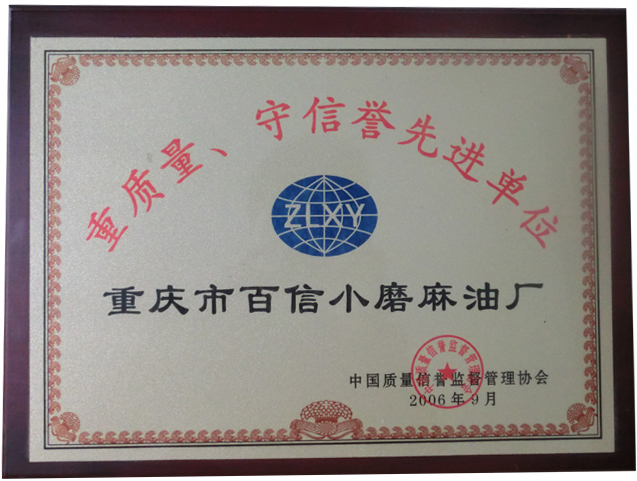 重质量、守信誉先进单位
ZLXY
重庆市百信小磨麻油厂
中国质量信誉监督管理协会
2006年9月